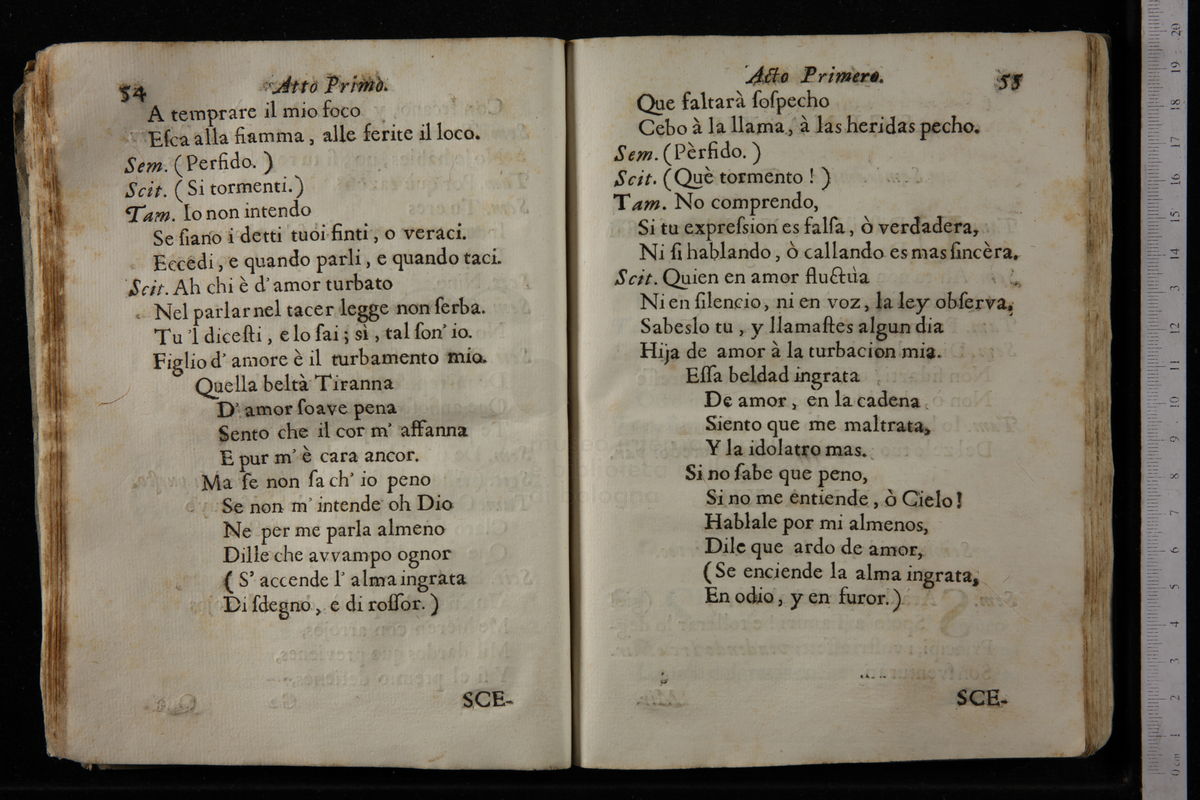 54
Atto Primo.
A temprare il mio foco
Eſca alla fiamma, alle ferite il loco.
Sem. (Perfido.)
Scit. (Si tormenti.)
Tam. Io non intendo
Se ſiano i detti tuoi finti, o veraci.
Eccedi, e quando parli, e quando taci.
Scit. Ah chi è d' amor turbato
Nel parlar nel tacer legge non ſerba.
Tu 'l diceſti, e lo ſai; sì, tal ſon' io.
Figlio d' amore è il turbamento mio.
Quella beltà Tiranna
D' amor ſoave pena
Sento che il cor m' affanna
E pur m' è cara ancor.
Ma ſe non ſa ch' io peno
Se non m' intende oh Dio
Ne per me parla almeno
Dille che avvampo ognor
( S' accende l' alma ingrata
Di ſdegno, e di roſſor. )
SCE-
Acto Primero.
55
Que faltarà ſoſpecho
Cebo à la llama, à las heridas pecho.
Sem. (Pèrfido. )
Scit. (Què tormento ! )
Tam. No comprendo,
Si tu expreſsion es falſa, ò verdadera,
Ni ſi hablando, ò callando es mas ſincèra.
Scit. Quien en amor fluctùa
Ni en ſilencio, ni en voz, la ley obſerva,
Sabeslo tu, y llamaſtes algun dia
Hija de amor à la turbacion mia.
Eſſa beldad ingrata
De amor, en la cadena
Siento que me maltrata,
Y la idolatro mas.
Si no ſabe que peno,
Si no me entiende, ò Cielo!
Hablale por mi almenos,
Dile que ardo de amor,
(Se enciende la alma ingrata,
En odio, y en furor.)
SCE-